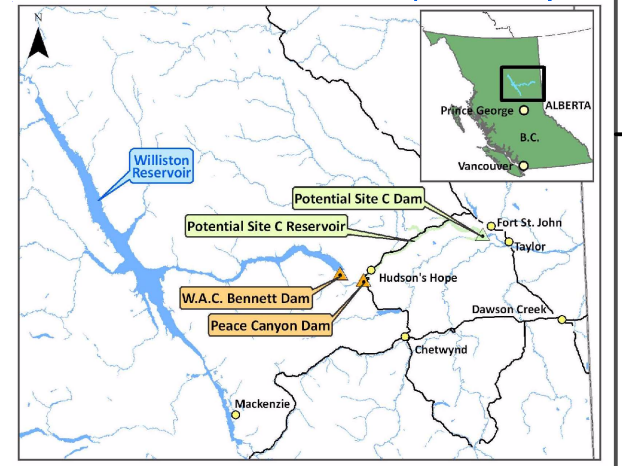 N
ALBERTA
Prince George
B.C.
Vancouver
Williston
Reservoir
Potential Site C Dam
Potential Site C Reservoir
Fort St. John
Taylor
Hudson's Hope
W.A.C. Bennett Dam
Peace Canyon Dam
Dawson Creek
Chetwynd
Mackenzie